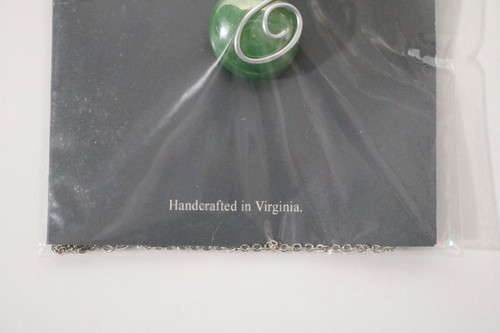 Handcrafted in Virginia.